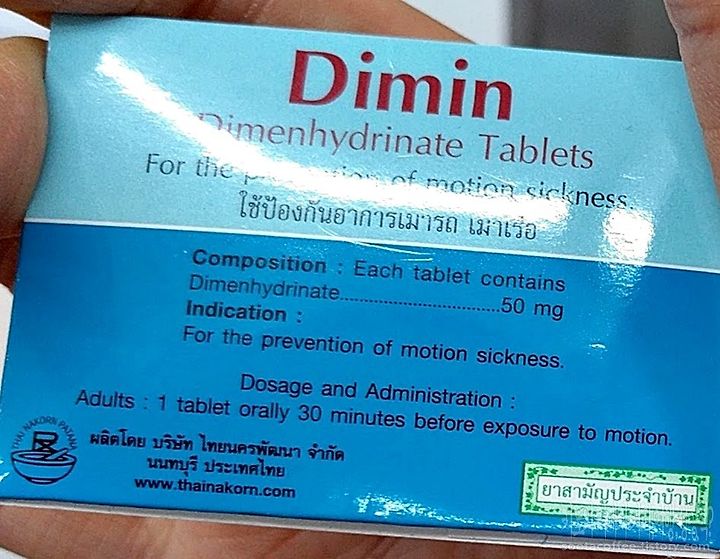 Dimin
Dimenhydrinate Tablets
For the prevention of motion sickness.
ใช้ป้องกันอาการเมารถ เมาเรือ
Composition : Each tablet contains
Dimenhydrinate................................50 mg
Indication :
For the prevention of motion sickness.
Dosage and Administration :
Adults : 1 tablet orally 30 minutes before exposure to motion.
THAI NAKORN PATANA
ผลิตโดย บริษัท ไทยนครพัฒนา จำกัด
นนทบุรี ประเทศไทย
www.thainakorn.com
ยาสามัญประจำบ้าน